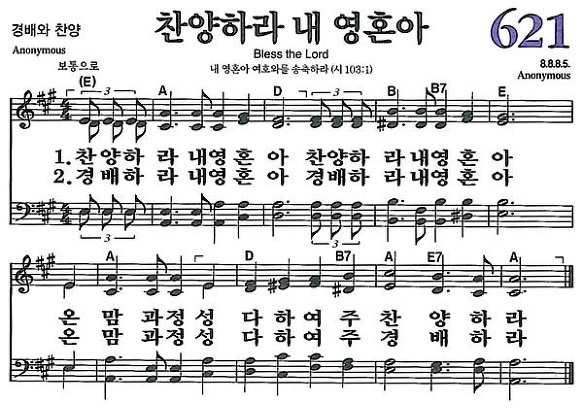 경배와 찬양
Anonymous
찬양하라 내 영혼아
Bless the Lord
내 영혼아 여호와를 송축하라 (시 103:1)
621
8.8.8.5.
Anonymous
보통으로
(E) A D B B7 E
3 3 3
1. 찬양하 라 내영 혼 아 찬양하 라내영 혼 아
2. 경배하 라 내영 혼 아 경배하 라내영 혼 아
3 3
A D B7 A E7 A
온 맘 과정성 다 하여 주 찬 양 하 라
온 맘 과정성 다 하여 주 경 배 하 라